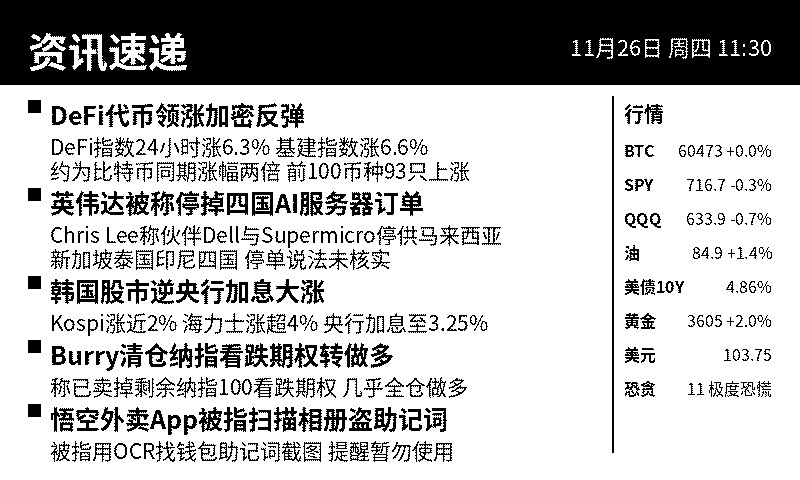 资讯速递
11月26日 周四 11:30
DeFi代币领涨加密反弹
DeFi指数24小时涨6.3% 基建指数涨6.6%
约为比特币同期涨幅两倍 前100币种93只上涨
英伟达被称停掉四国AI服务器订单
Chris Lee称伙伴Dell与Supermicro停供马来西亚
新加坡泰国印尼四国 停单说法未核实
韩国股市逆央行加息大涨
Kospi涨近2% 海力士涨超4% 央行加息至3.25%
Burry清仓纳指看跌期权转做多
称已卖掉剩余纳指100看跌期权 几乎全仓做多
悟空外卖App被指扫描相册盗助记词
被指用OCR找钱包助记词截图 提醒暂勿使用
行情
BTC 60473 +0.0%
SPY 716.7 -0.3%
QQQ 633.9 -0.7%
油 84.9 +1.4%
美债10Y 4.86%
黄金 3605 +2.0%
美元 103.75
恐贪 11 极度恐慌